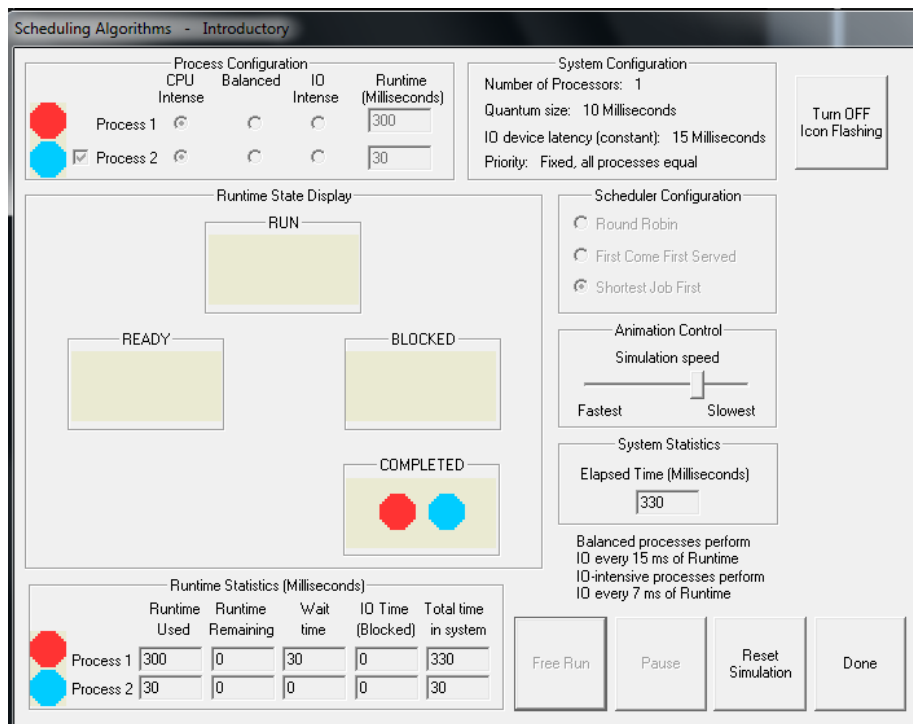 Scheduling Algorithms - Introductory
Process Configuration
CPU Intense
Balanced
IO Intense
Runtime (Milliseconds)
Process 1
300
Process 2
30
System Configuration
Number of Processors: 1
Quantum size: 10 Milliseconds
IO device latency (constant): 15 Milliseconds
Priority: Fixed, all processes equal
Turn OFF
Icon Flashing
Runtime State Display
RUN
READY
BLOCKED
COMPLETED
Scheduler Configuration
Round Robin
First Come First Served
Shortest Job First
Animation Control
Simulation speed
Fastest Slowest
System Statistics
Elapsed Time (Milliseconds)
330
Balanced processes perform
IO every 15 ms of Runtime
IO-intensive processes perform
IO every 7 ms of Runtime
Runtime Statistics (Milliseconds)
Runtime Used
Runtime Remaining
Wait time
IO Time (Blocked)
Total time in system
Process 1 300 0 30 0 330
Process 2 30 0 0 0 30
Free Run
Pause
Reset
Simulation
Done